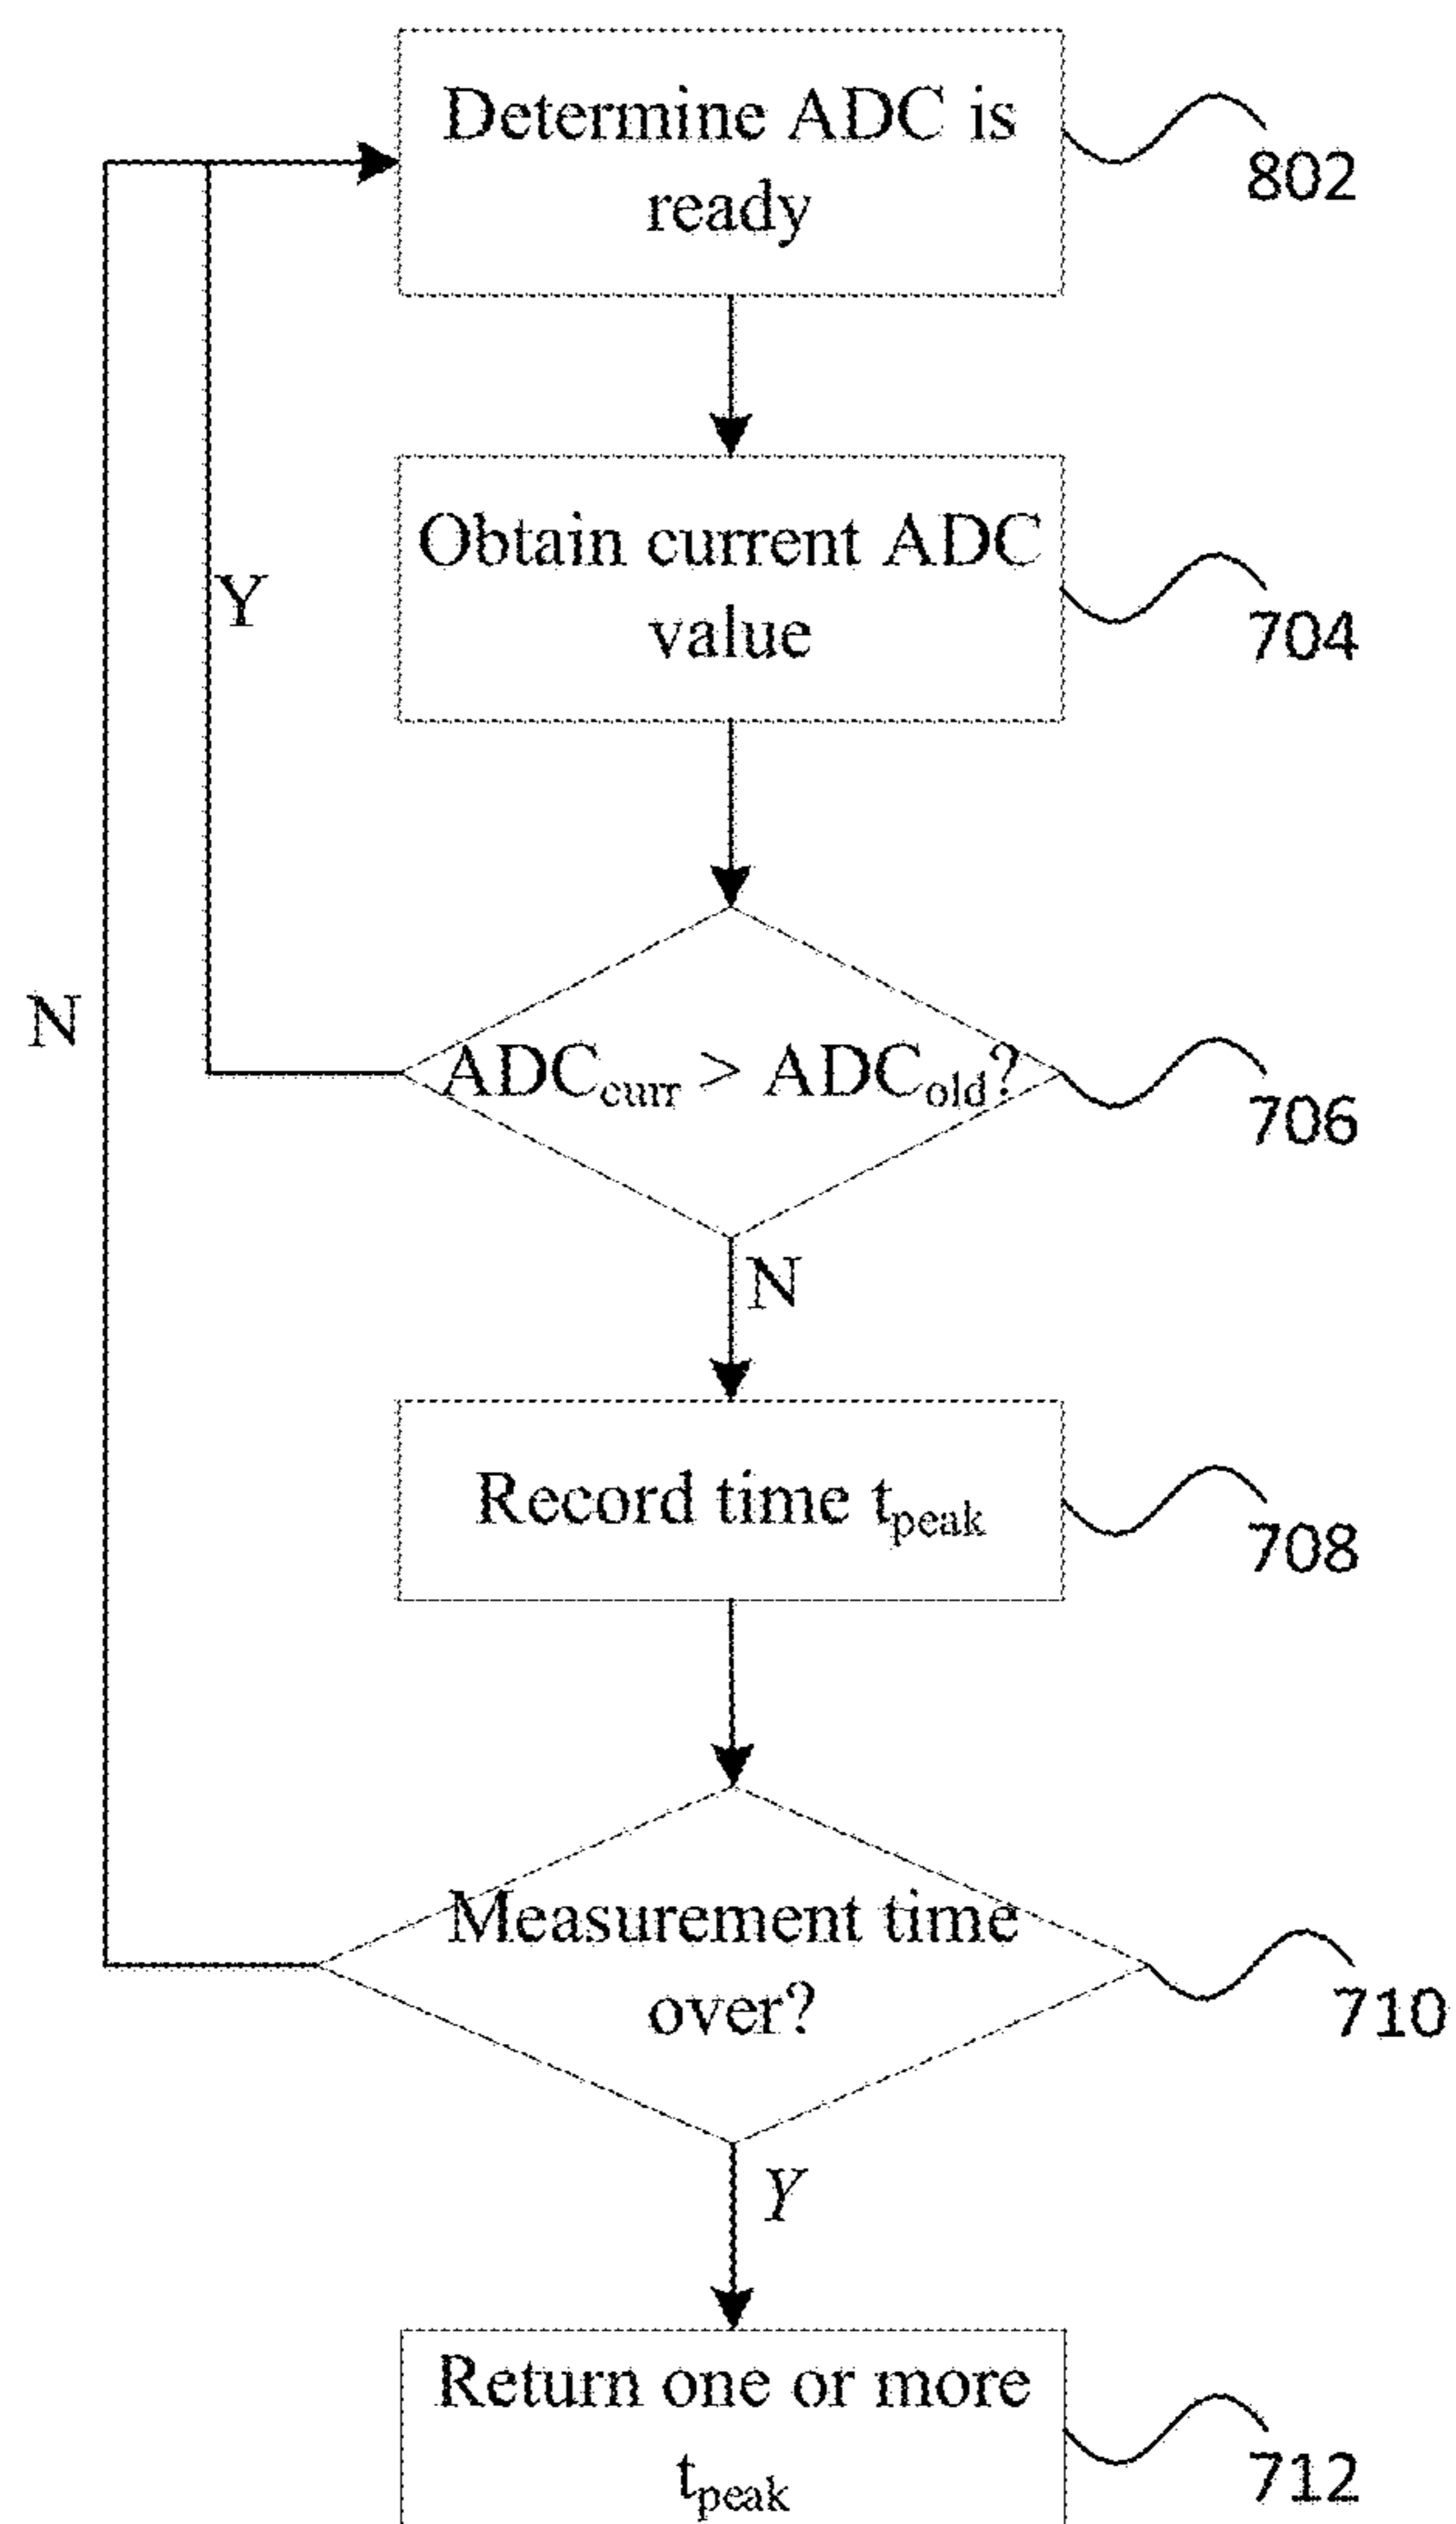 Determine ADC is
ready
802
Obtain current ADC
value
704
Y
N
ADCcurr > ADCold?
706
N
Record time tpeak
708
Measurement time
over?
710
Y
Return one or more
tpeak
712